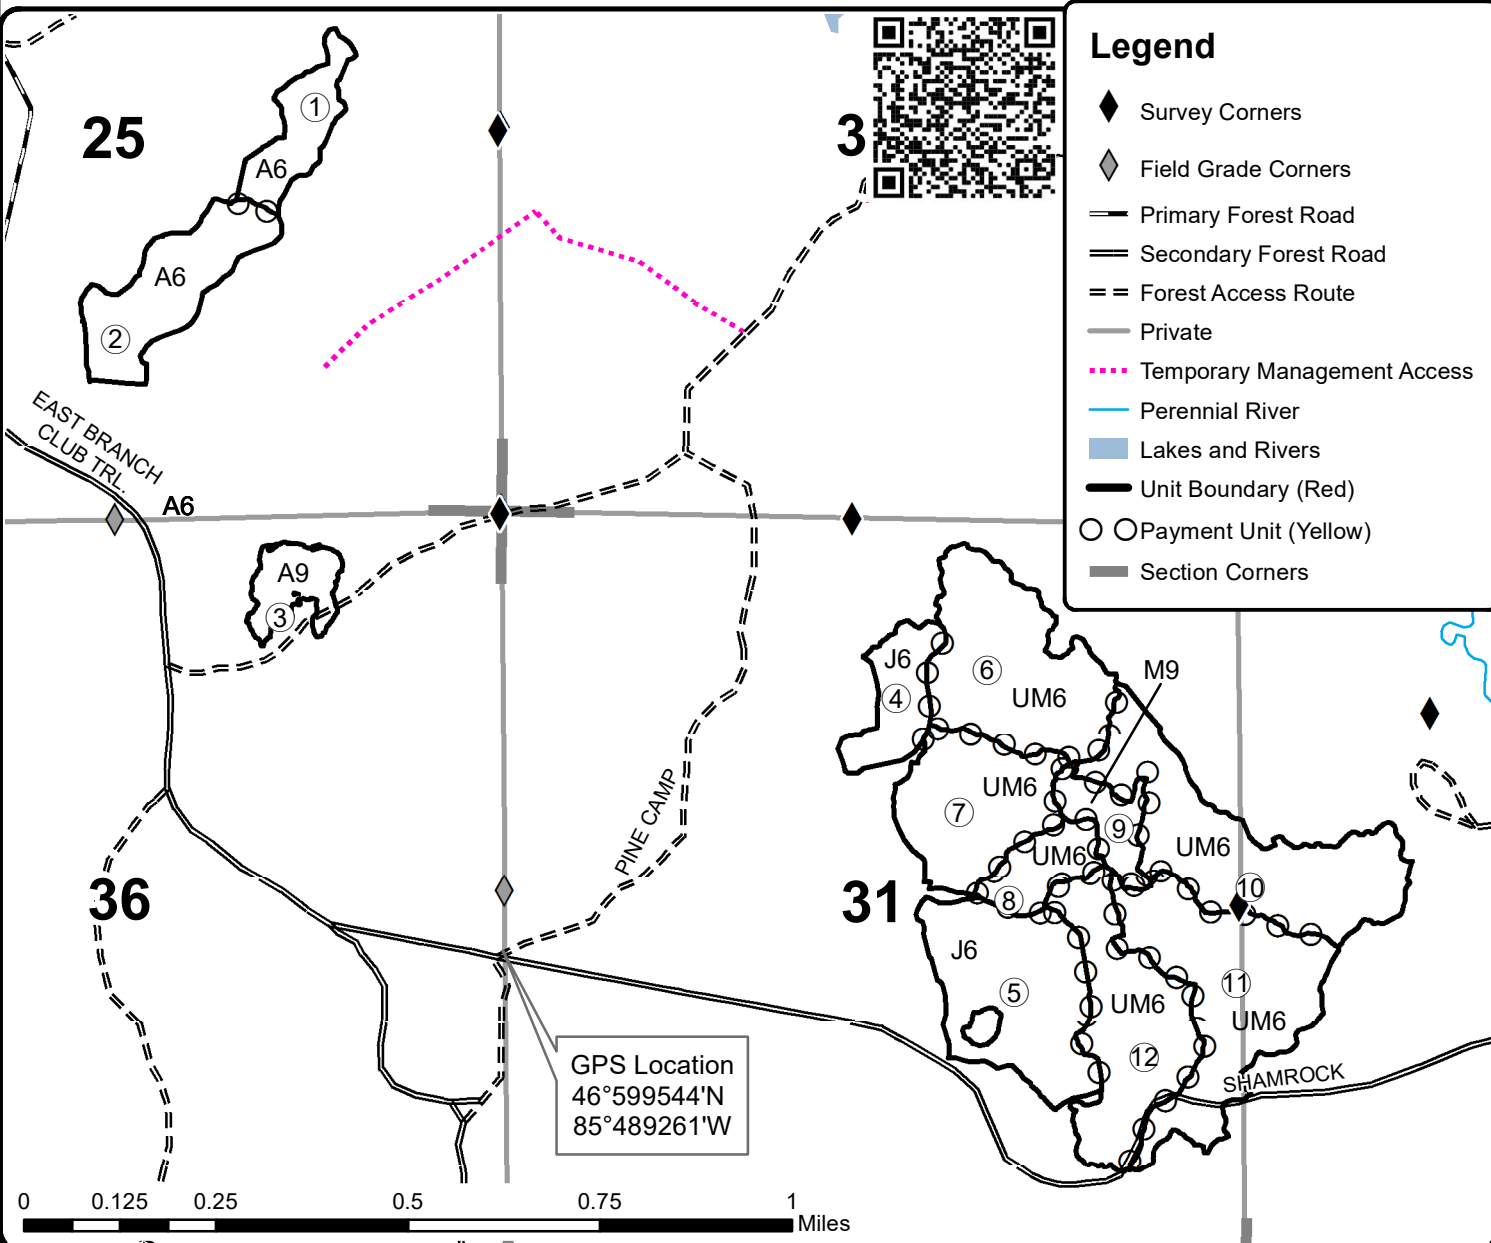 Legend
Survey Corners
Field Grade Corners
Primary Forest Road
Secondary Forest Road
Forest Access Route
Private
Temporary Management Access
Perennial River
Lakes and Rivers
Unit Boundary (Red)
Payment Unit (Yellow)
Section Corners
25
1
A6
A6
2
3
EAST BRANCH
CLUB TRL.
A6
A9
3
J6
4
6
UM6
M9
UM6
7
9
UM6
UM6
8
10
31
36
PINE CAMP
J6
5
11
UM6
UM6
12
SHAMROCK
GPS Location
46°599544'N
85°489261'W
0 0.125 0.25 0.5 0.75 1
Miles